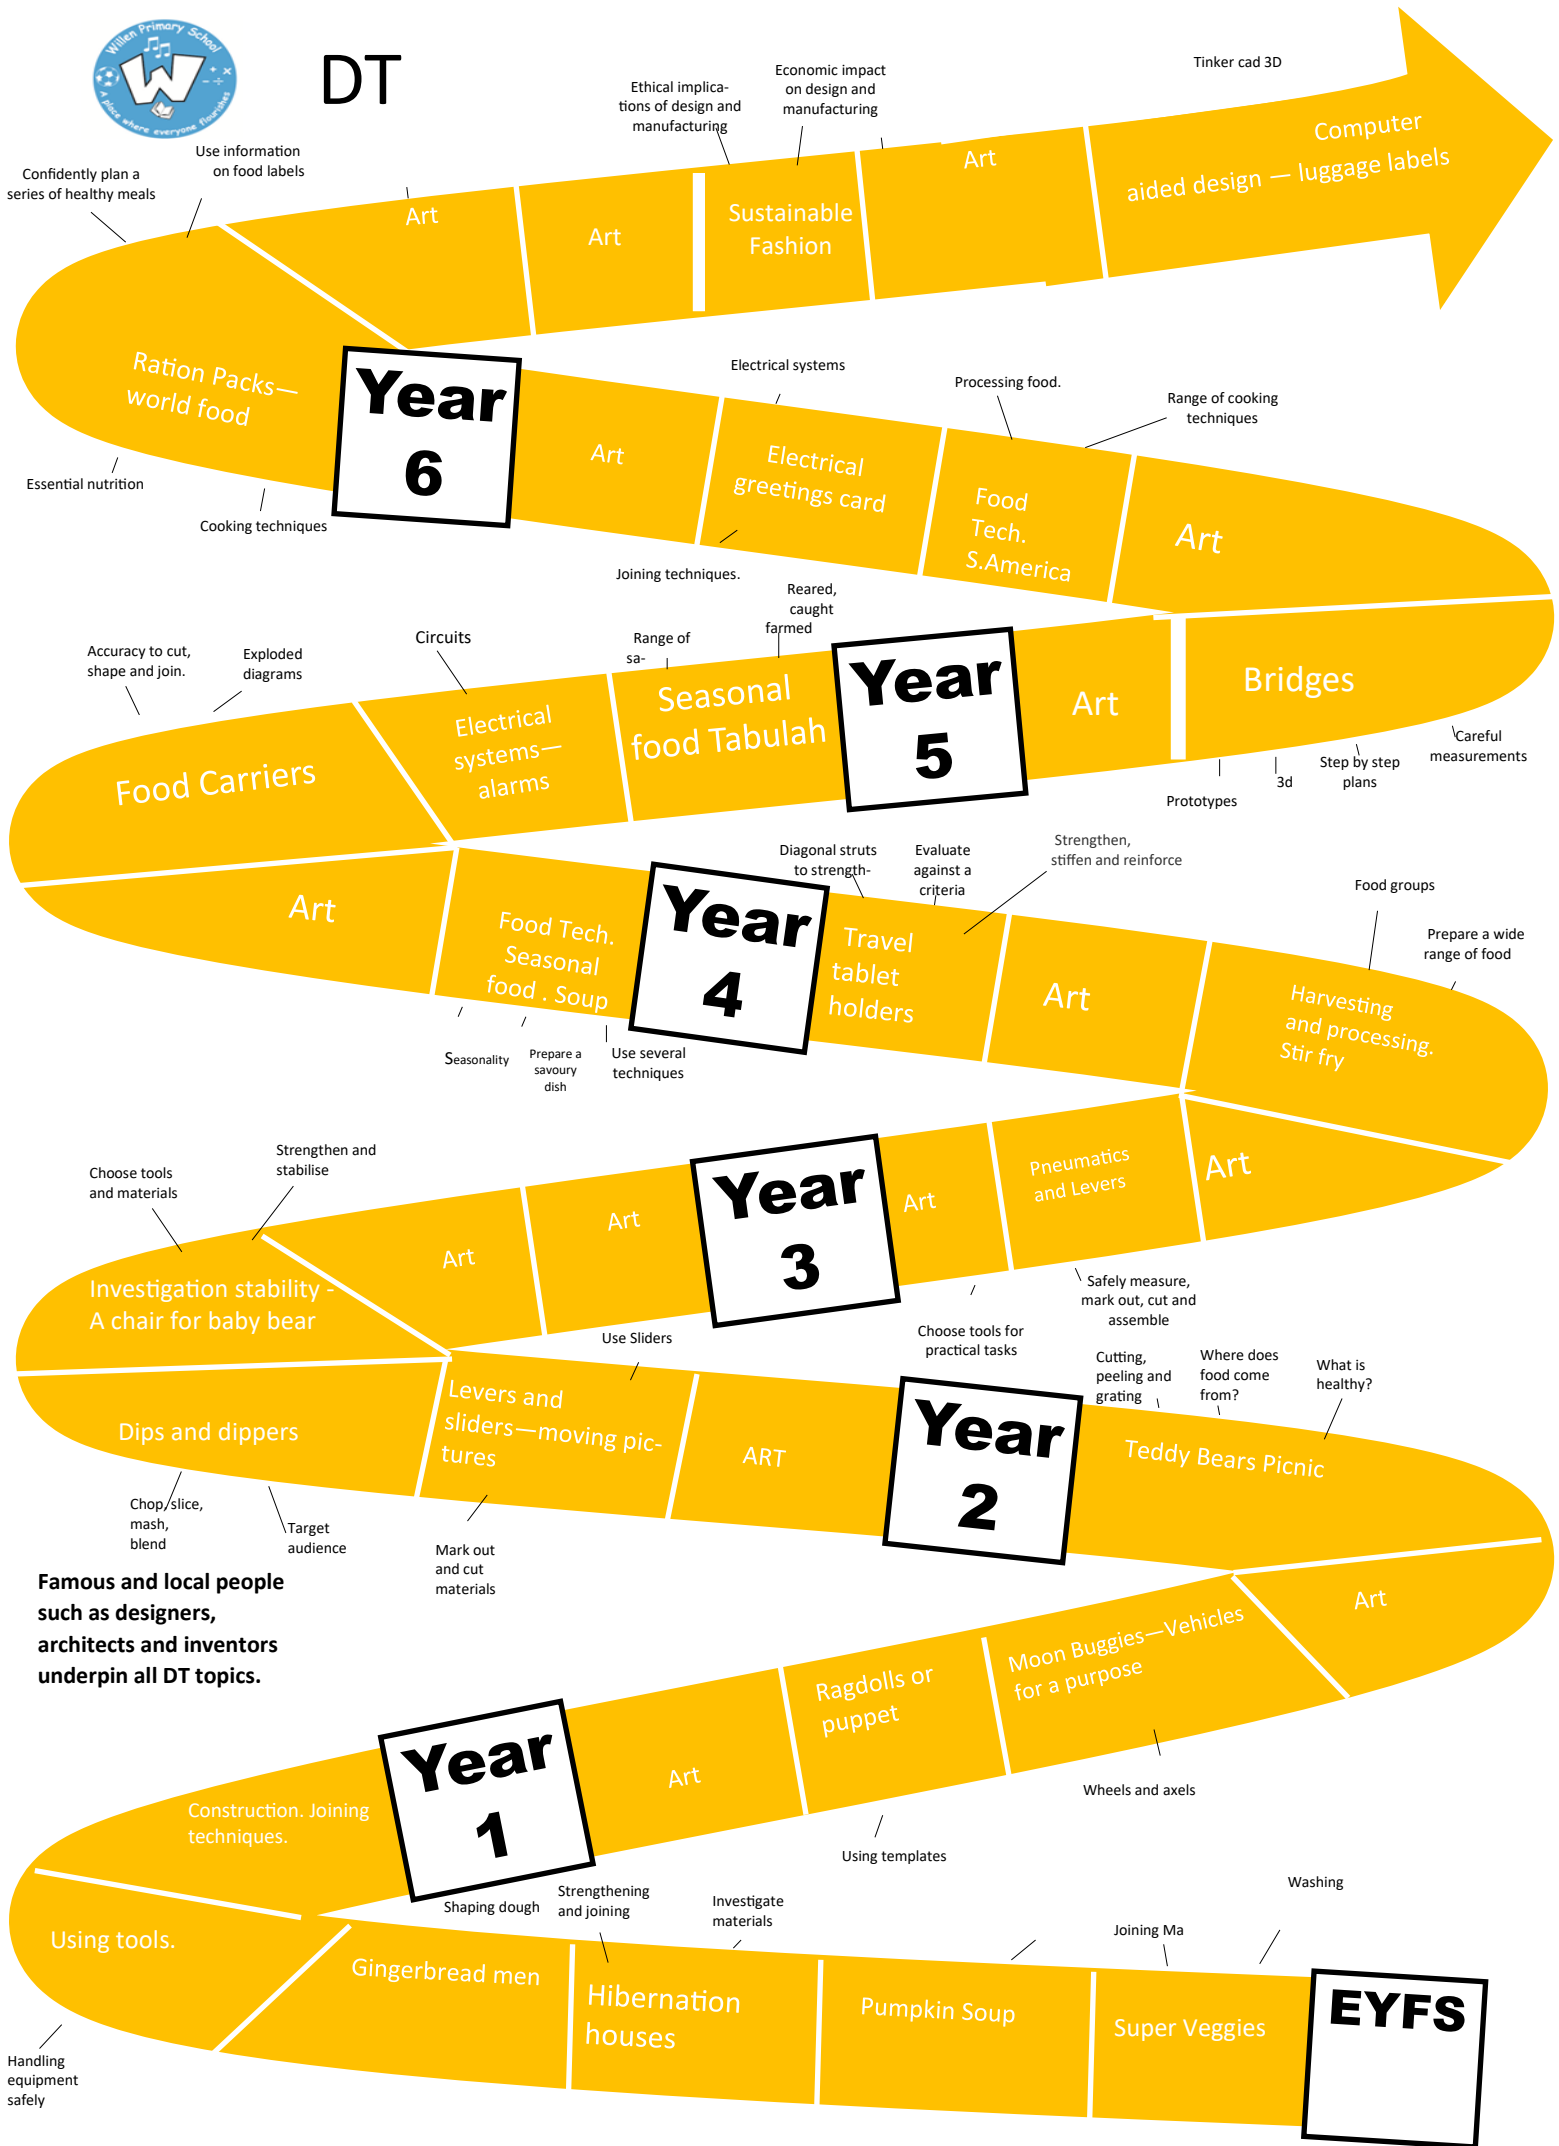 Willen Primary School
W
A place where everyone flourishes
DT
Tinker cad 3D
Economic impact
on design and
manufacturing
Ethical implica-
tions of design and
manufacturing
Use information
on food labels
Confidently plan a
series of healthy meals
Art
Art
Sustainable
Fashion
Art
Computer
aided design — luggage labels
Ration Packs—
world food
Essential nutrition
Cooking techniques
Year
6
Art
Electrical systems
Electrical
greetings card
Joining techniques.
Processing food.
Range of cooking
techniques
Food
Tech.
S.America
Art
Accuracy to cut,
shape and join.
Exploded
diagrams
Circuits
Range of
sa-
Reared,
caught
farmed
Food Carriers
Electrical
systems—
alarms
Seasonal
food Tabulah
Year
5
Art
Bridges
Prototypes
3d
Step by step
plans
Careful
measurements
Art
Food Tech.
Seasonal
food . Soup
Seasonality
Prepare a
savoury
dish
Use several
techniques
Year
4
Diagonal struts
to strength-
Evaluate
against a
criteria
Strengthen,
stiffen and reinforce
Travel
tablet
holders
Art
Food groups
Prepare a wide
range of food
Harvesting
and processing.
Stir fry
Choose tools
and materials
Strengthen and
stabilise
Investigation stability -
A chair for baby bear
Art
Art
Year
3
Art
Pneumatics
and Levers
Art
Choose tools for
practical tasks
Safely measure,
mark out, cut and
assemble
Dips and dippers
Chop, slice,
mash,
blend
Target
audience
Use Sliders
Levers and
sliders—moving pic-
tures
Mark out
and cut
materials
ART
Year
2
Cutting,
peeling and
grating
Where does
food come
from?
What is
healthy?
Teddy Bears Picnic
Famous and local people
such as designers,
architects and inventors
underpin all DT topics.
Construction. Joining
techniques.
Year
1
Art
Ragdolls or
puppet
Using templates
Moon Buggies—Vehicles
for a purpose
Wheels and axels
Art
Using tools.
Handling
equipment
safely
Shaping dough
Gingerbread men
Strengthening
and joining
Investigate
materials
Hibernation
houses
Pumpkin Soup
Joining Ma
Washing
Super Veggies
EYFS